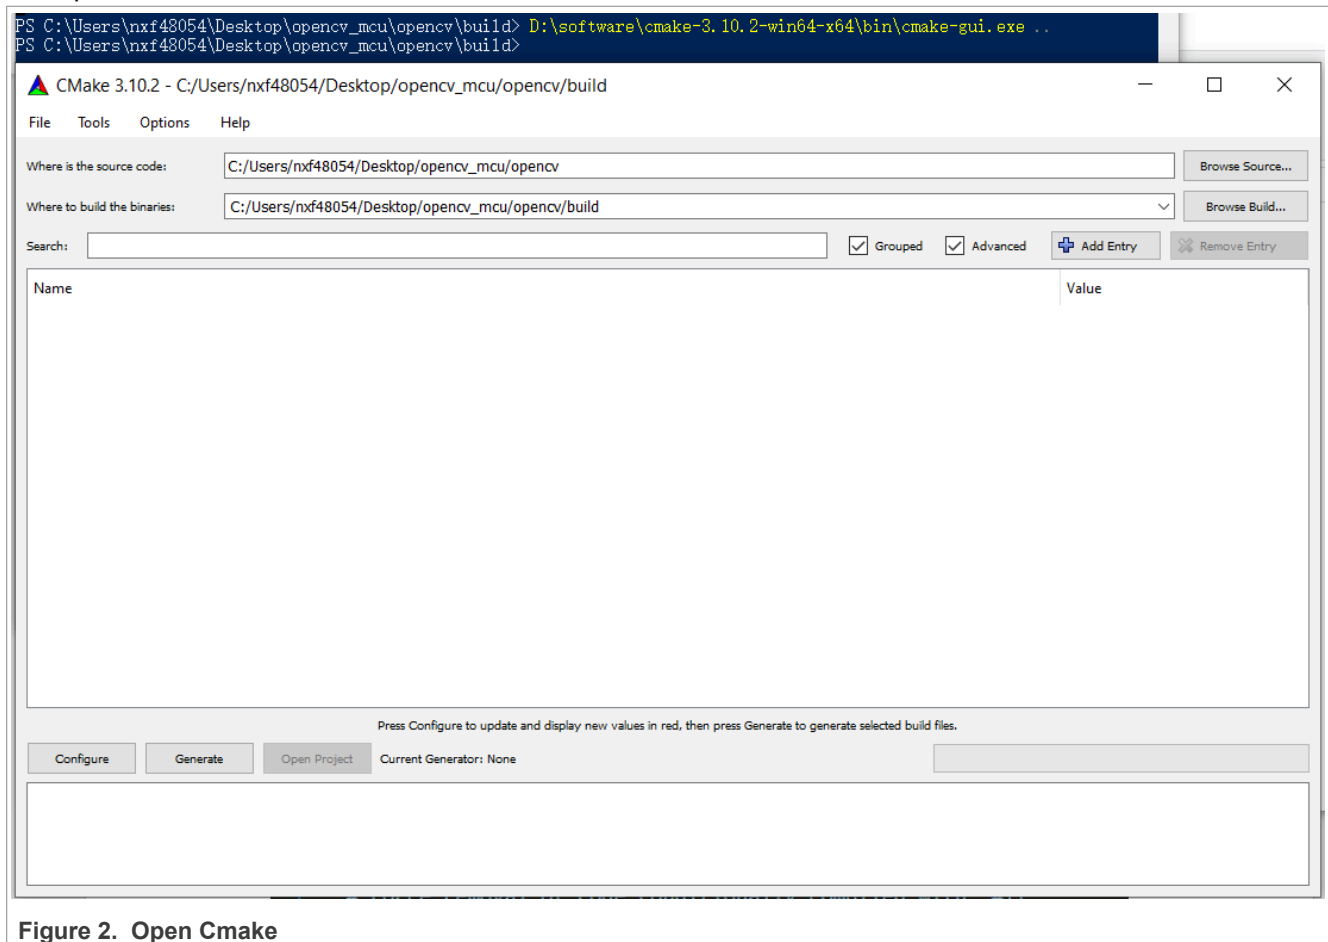 PS C:\Users\nxf48054\Desktop\opencv_mcu\opencv\build> D:\software\cmake-3.10.2-win64-x64\bin\cmake-gui.exe ..
PS C:\Users\nxf48054\Desktop\opencv_mcu\opencv\build>
CMake 3.10.2 - C:/Users/nxf48054/Desktop/opencv_mcu/opencv/build
File Tools Options Help
Where is the source code: C:/Users/nxf48054/Desktop/opencv_mcu/opencv Browse Source...
Where to build the binaries: C:/Users/nxf48054/Desktop/opencv_mcu/opencv/build Browse Build...
Search: Grouped Advanced Add Entry Remove Entry
Name Value
Press Configure to update and display new values in red, then press Generate to generate selected build files.
Configure Generate Open Project Current Generator: None
Figure 2. Open Cmake